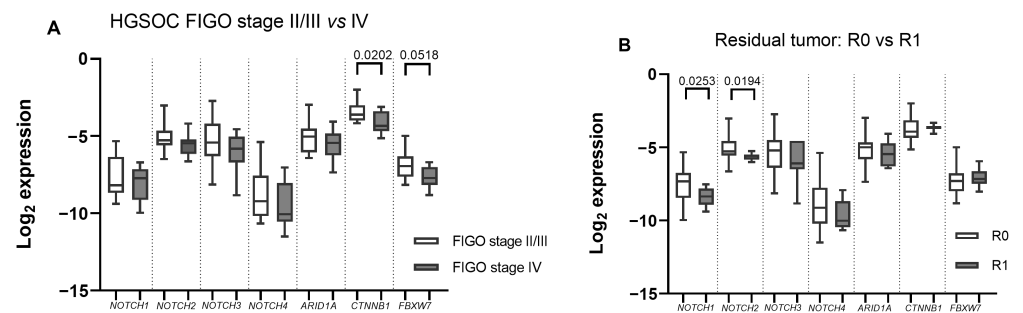 A
HGSOC FIGO stage II/III vs IV
0.0202
0.0518
0
−5
−10
−15
Log2 expression
FIGO stage II/III
FIGO stage IV
NOTCH1 NOTCH2 NOTCH3 NOTCH4 ARID1A CTNNB1 FBXW7
B
Residual tumor: R0 vs R1
0.0253
0.0194
0
−5
−10
−15
Log2 expression
R0
R1
NOTCH1 NOTCH2 NOTCH3 NOTCH4 ARID1A CTNNB1 FBXW7